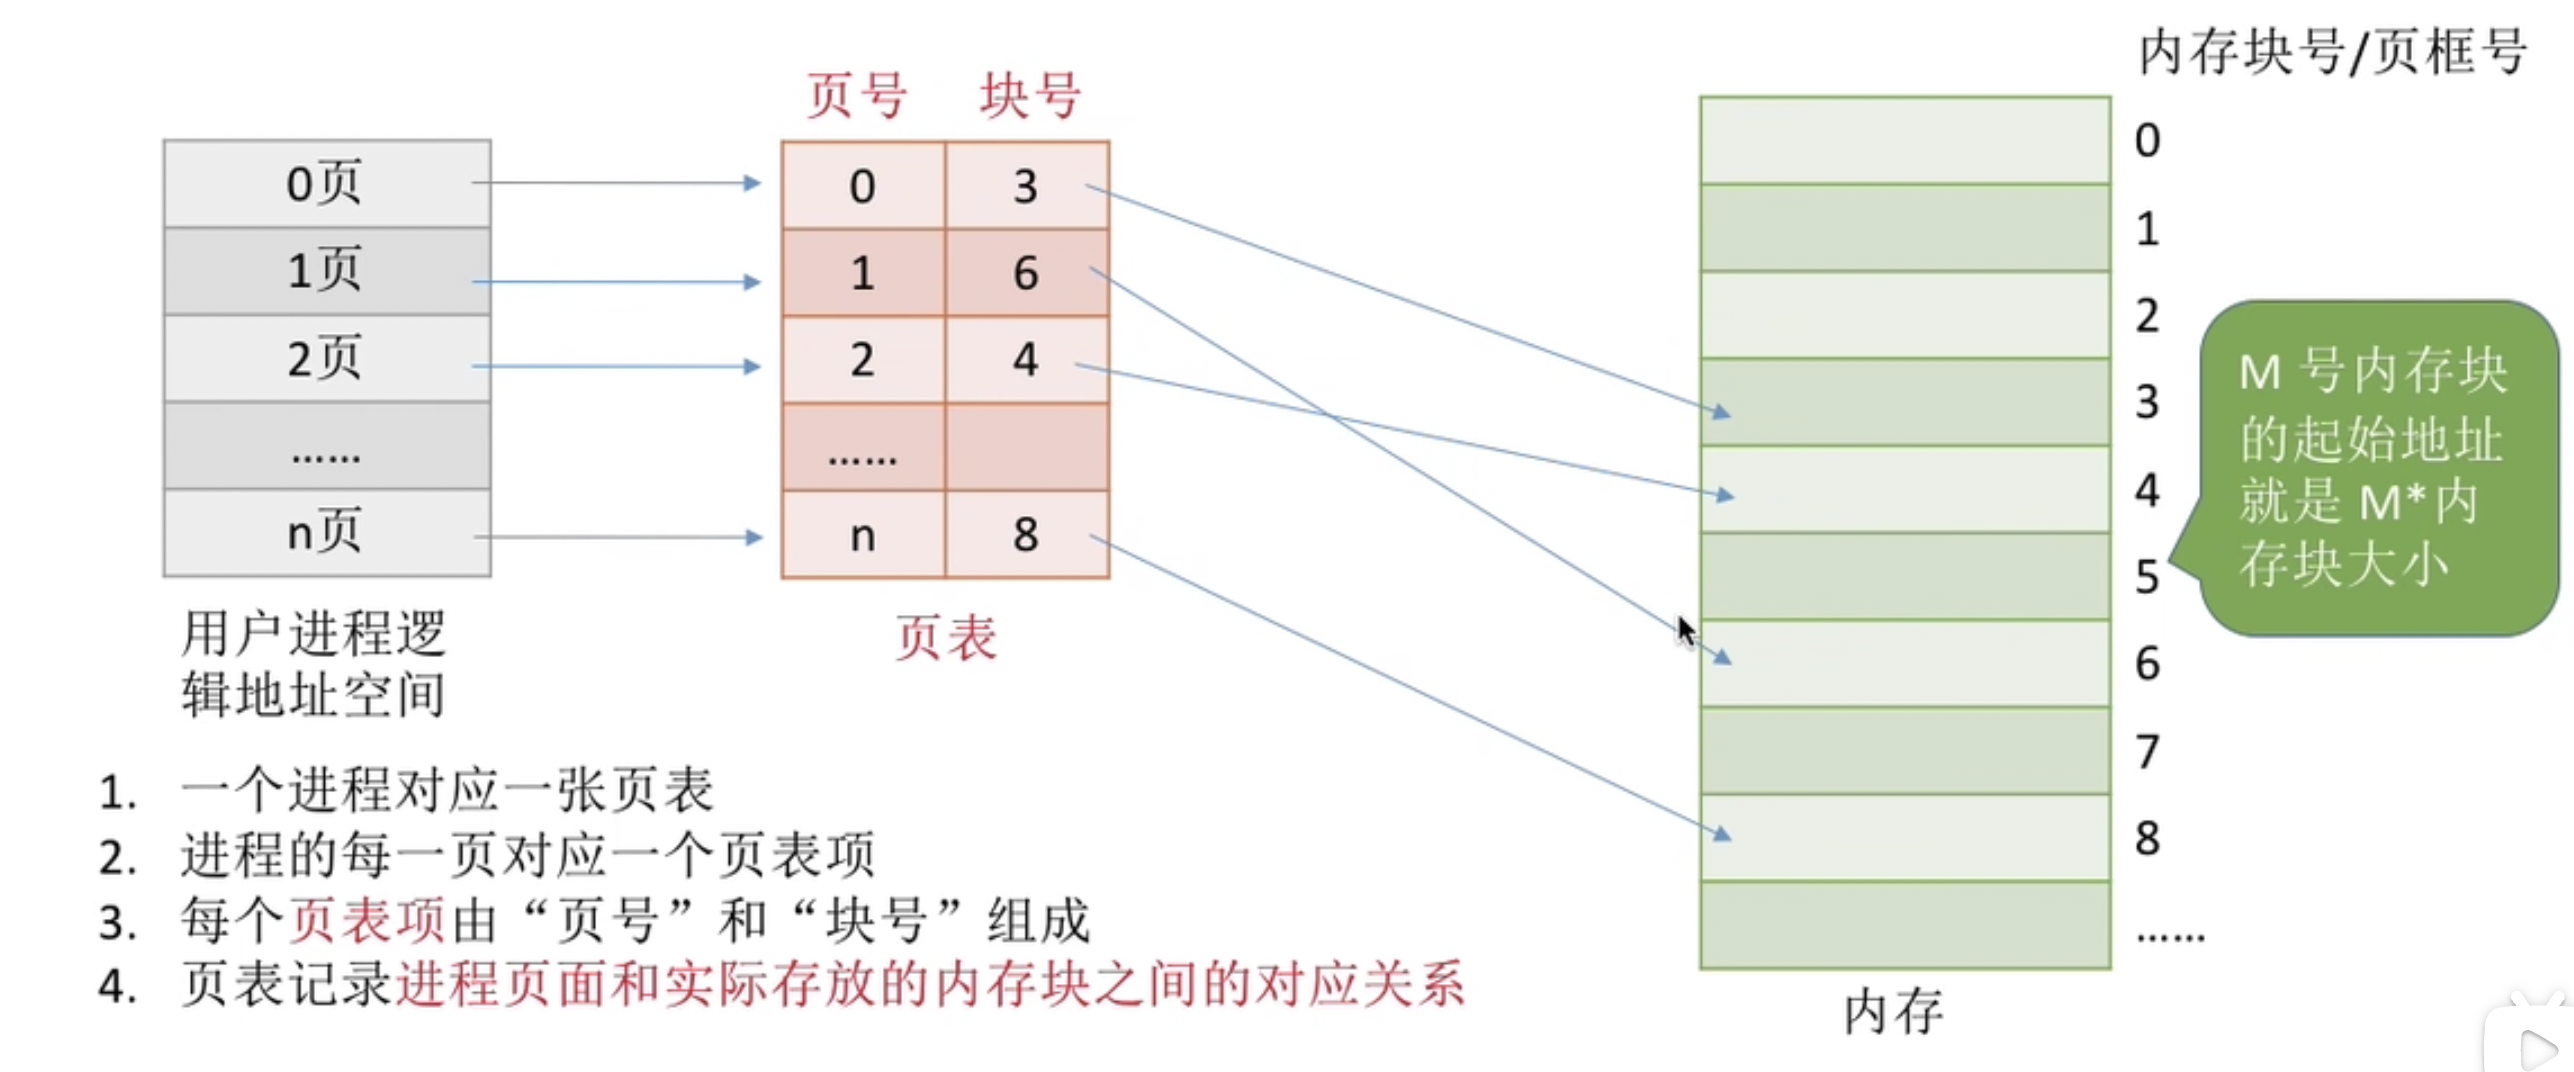 内存块号/页框号
页号 块号
0页
1页
2页
……
n页
用户进程逻
辑地址空间
0 3
1 6
2 4
……
n 8
页表
0
1
2
3
4
5
6
7
8
……
内存
M 号内存块
的起始地址
就是 M*内
存块大小
1. 一个进程对应一张页表
2. 进程的每一页对应一个页表项
3. 每个页表项由“页号”和“块号”组成
4. 页表记录进程页面和实际存放的内存块之间的对应关系